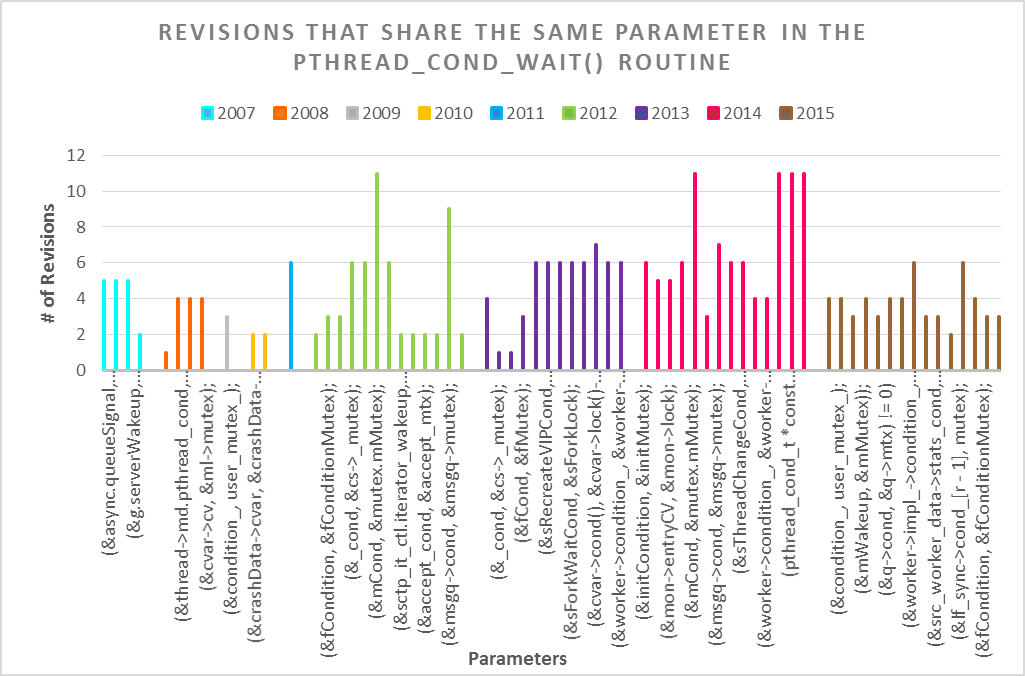 REVISIONS THAT SHARE THE SAME PARAMETER IN THE
PTHREAD_COND_WAIT() ROUTINE
2007 2008 2009 2010 2011 2012 2013 2014 2015
# of Revisions
12
10
8
6
4
2
0
(&async.queueSignal,…
(&g.serverWakeup,…
(&thread->md.pthread_cond,…
(&cvar->cv, &ml->mutex);
(&condition_, user_mutex_);
(&crashData->cvar, &crashData-…
(&fCondition, &fConditionMutex);
(&_cond, &cs->_mutex);
(&mCond, &mutex.mMutex);
(&sctp_it_ctl.iterator_wakeup,…
(&accept_cond, &accept_mtx);
(&msgq->cond, &msgq->mutex);
(&_cond, &cs->_mutex);
(&fCond, &fMutex);
(&sRecreateVIPCond,…
(&sForkWaitCond, &sForkLock);
(&cvar->cond(), &cvar->lock()-…
(&worker->condition_, &worker-…
(&initCondition, &initMutex);
(&mon->entryCV, &mon->lock);
(&mCond, &mutex.mMutex);
(&msgq->cond, &msgq->mutex);
(&sThreadChangeCond,…
(&worker->condition_, &worker-…
(pthread_cond_t *const…
(&condition_, user_mutex_);
(&mWakeup, &mMutex));
(&q->cond, &q->mtx) != 0)
(&worker->impl_->condition_,…
(&src_worker_data->stats_cond,…
(&lf_sync->cond_[r - 1], mutex);
(&fCondition, &fConditionMutex);
Parameters